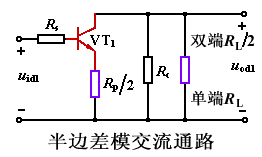 Rs
VT1
+
uid1
−
Rp/2
Rc
双端RL/2
单端RL
+
uod1
−
半边差模交流通路